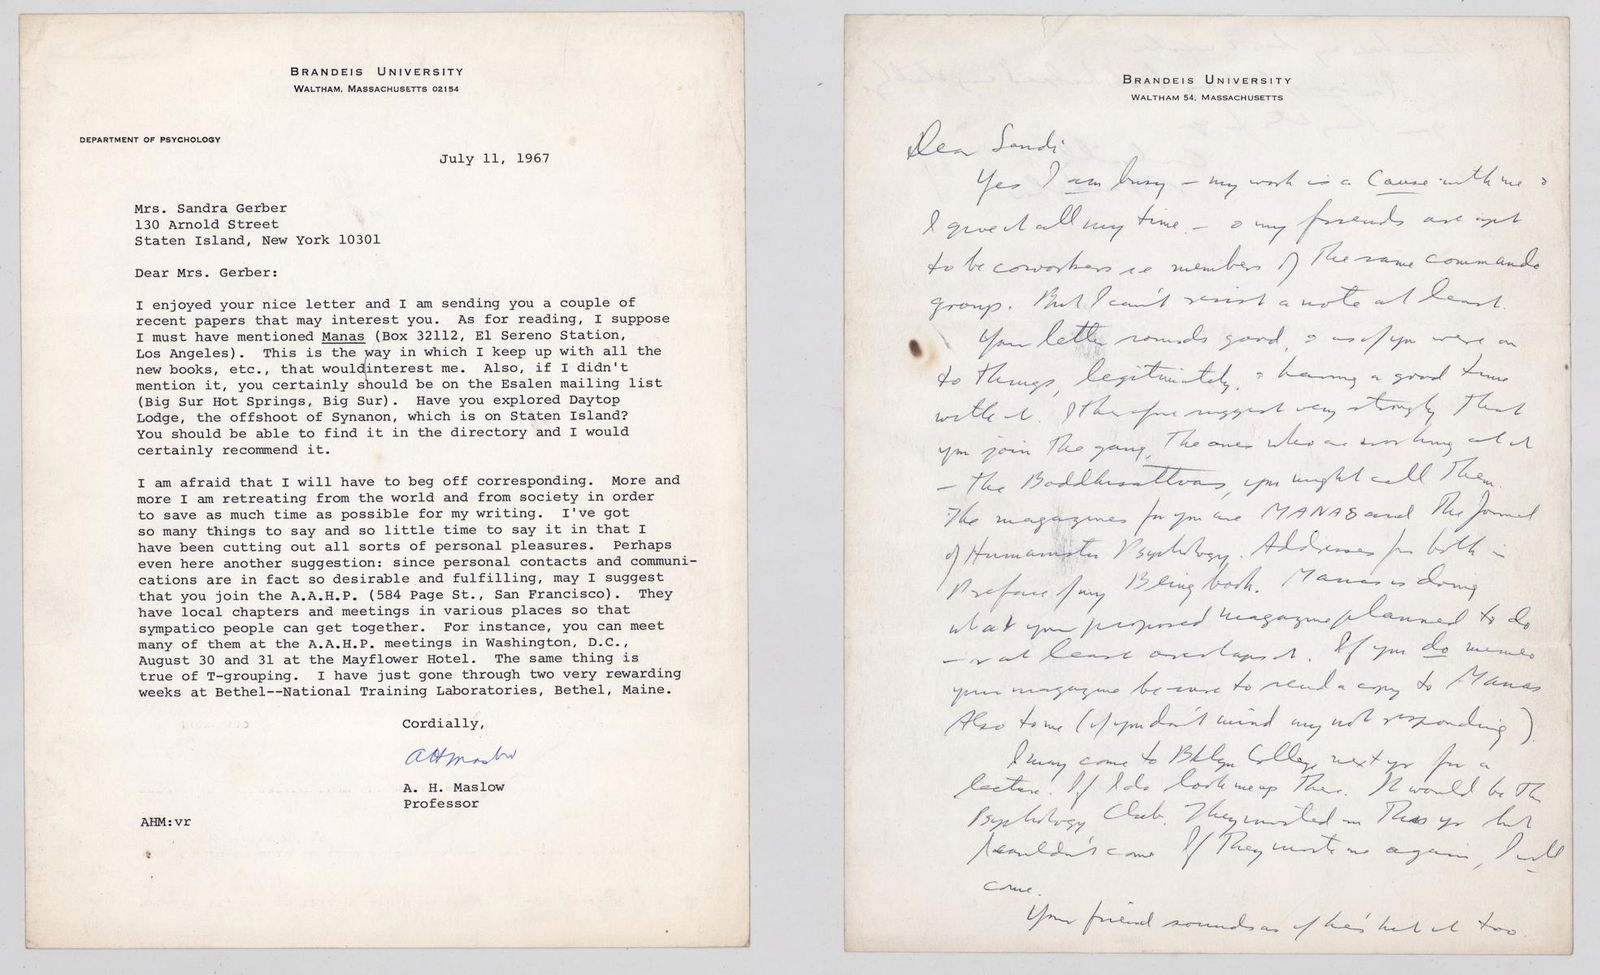 BRANDEIS UNIVERSITY
WALTHAM, MASSACHUSETTS 02154
DEPARTMENT OF PSYCHOLOGY
July 11, 1967
Mrs. Sandra Gerber
130 Arnold Street
Staten Island, New York 10301
Dear Mrs. Gerber:
I enjoyed your nice letter and I am sending you a couple of
recent papers that may interest you.  As for reading, I suppose
I must have mentioned Manas (Box 32112, El Sereno Station,
Los Angeles).  This is the way in which I keep up with all the
new books, etc., that would interest me.  Also, if I didn't
mention it, you certainly should be on the Esalen mailing list
(Big Sur Hot Springs, Big Sur).  Have you explored Daytop
Lodge, the offshoot of Synanon, which is on Staten Island?
You should be able to find it in the directory and I would
certainly recommend it.
I am afraid that I will have to beg off corresponding.  More and
more I am retreating from the world and from society in order
to save as much time as possible for my writing.  I've got
so many things to say and so little time to say it in that I
have been cutting out all sorts of personal pleasures.  Perhaps
even here another suggestion: since personal contacts and communi-
cations are in fact so desirable and fulfilling, may I suggest
that you join the A.A.H.P. (584 Page St., San Francisco).  They
have local chapters and meetings in various places so that
sympatico people can get together.  For instance, you can meet
many of them at the A.A.H.P. meetings in Washington, D.C.,
August 30 and 31 at the Mayflower Hotel.  The same thing is
true of T-grouping.  I have just gone through two very rewarding
weeks at Bethel--National Training Laboratories, Bethel, Maine.
Cordially,
AHMaslow
A. H. Maslow
Professor
AHM:vr
BRANDEIS UNIVERSITY
WALTHAM 54, MASSACHUSETTS
Dear Sandi
Yes I am busy – my work is a Cause with me &
I give it all my time – & my friends are apt
to be coworkers ie members of the same commando
group. But I can't resist a note at least.
Your letter sounds good, & as if you were on
to things, legitimately, & having a good time
with it. I therefore suggest very strongly that
you join the gang, the ones who are working at it
– the Boddhisattvas, you might call them.
The magazines for you are MANAS and the Journal
of Humanistic Psychology. Addresses for both in
Preface of my Being book. Manas is doing
what your proposed magazine planned to do
– or at least overlaps it. If you do
your magazine be sure to send a copy to Manas
Also to me (if you don't mind my not responding).
I may come to Bklyn College next yr for a
lecture. If I do look me up there. It would be the
Psychology Club. They invited me this yr but
I couldn't come. If they invite me again, I will
come.
Your friend sounds as if he's hit it too.